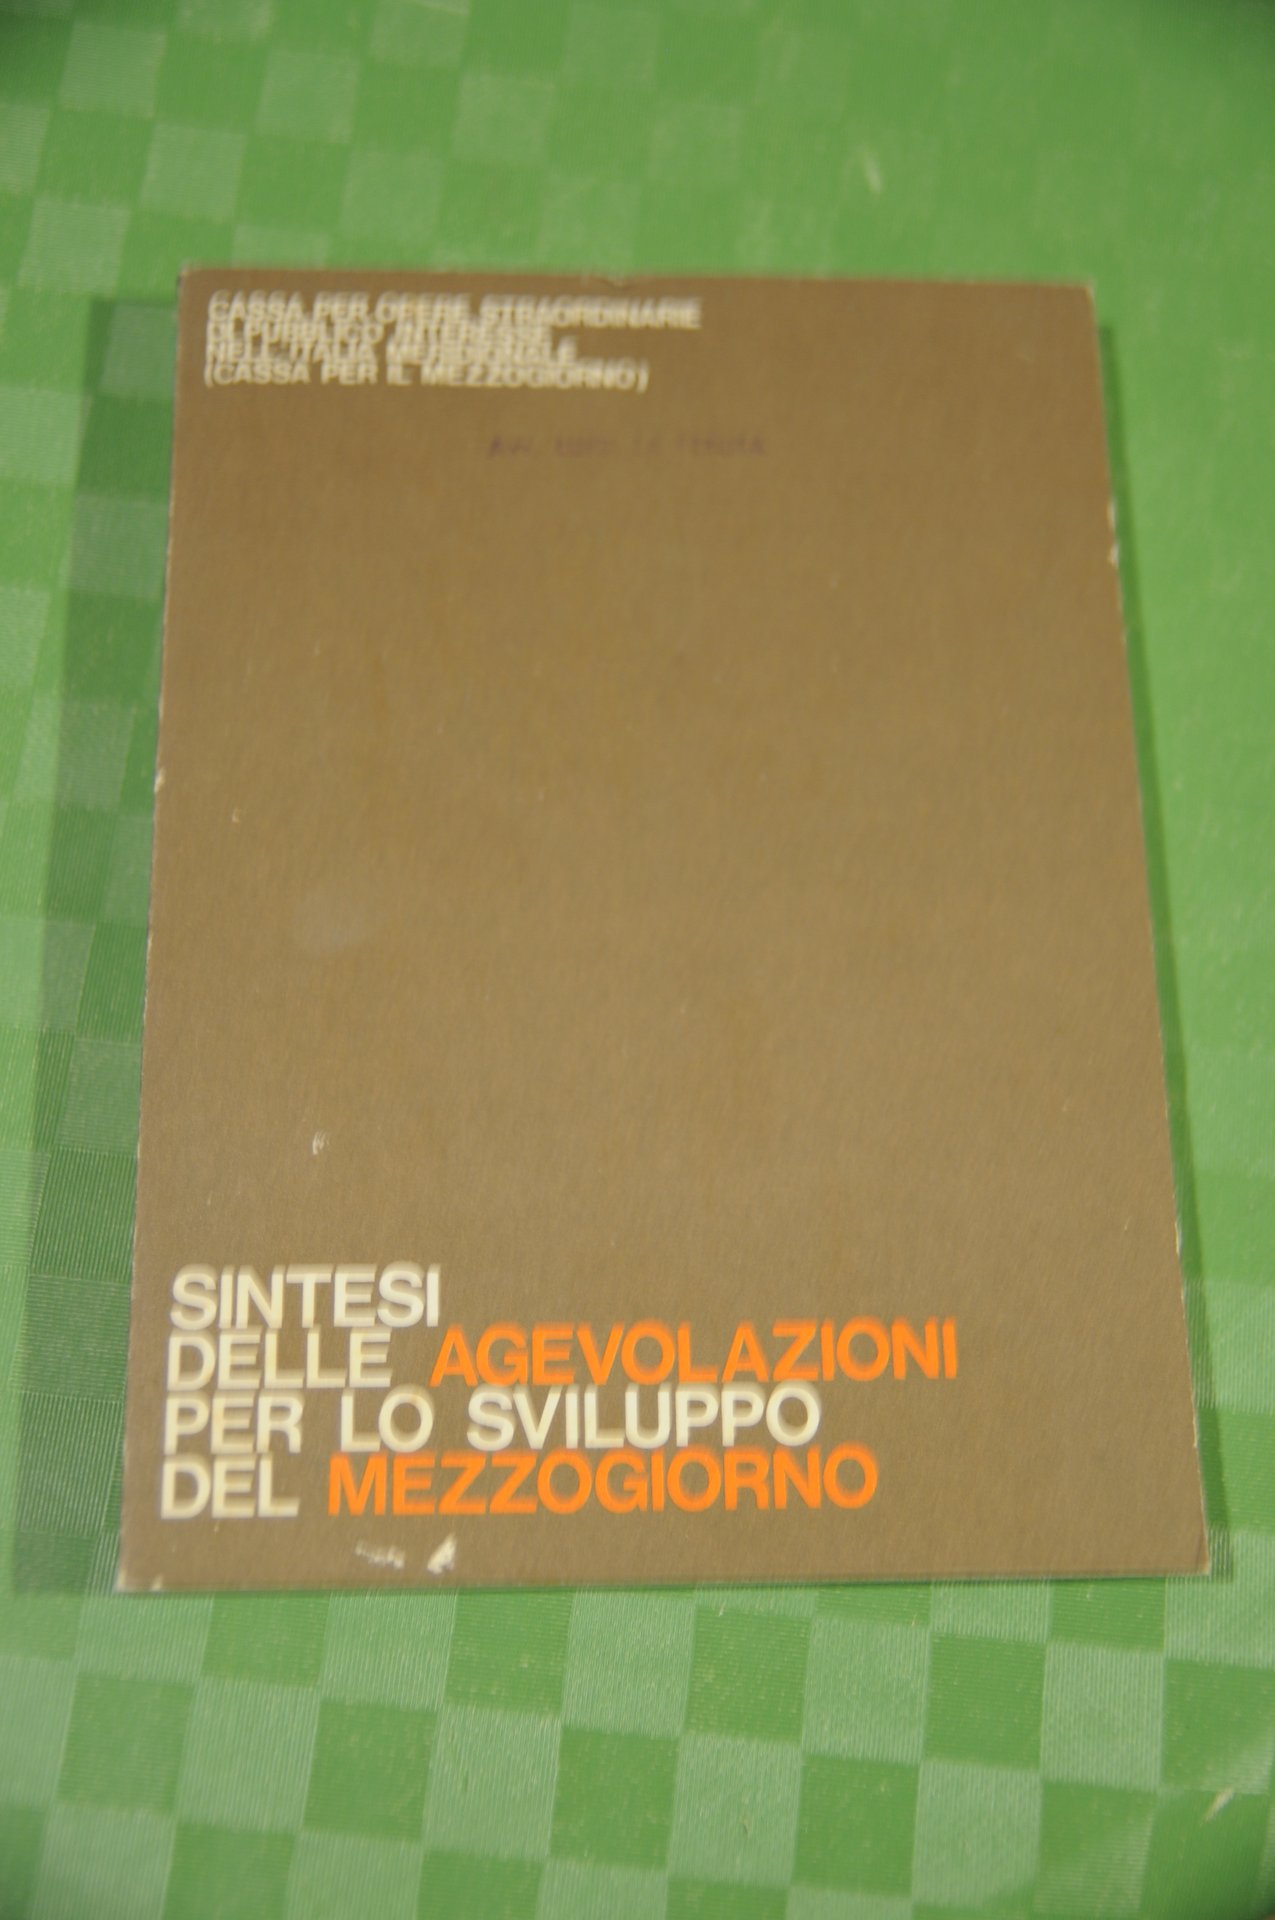 CASSA PER OPERE STRAORDINARIE
DI PUBBLICO INTERESSE
NELL'ITALIA MERIDIONALE
(CASSA PER IL MEZZOGIORNO)
AVV.
SINTESI
DELLE AGEVOLAZIONI
PER LO SVILUPPO
DEL MEZZOGIORNO